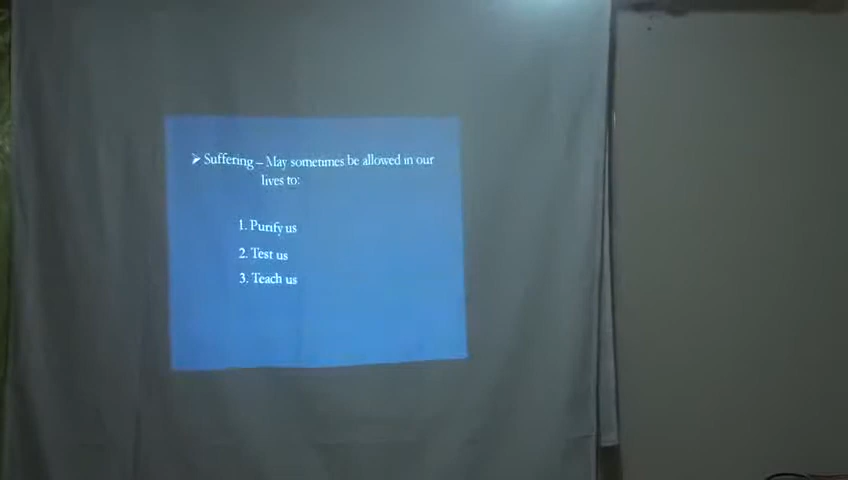 ➢ Suffering – May sometimes be allowed in our
lives to:
1. Purify us
2. Test us
3. Teach us